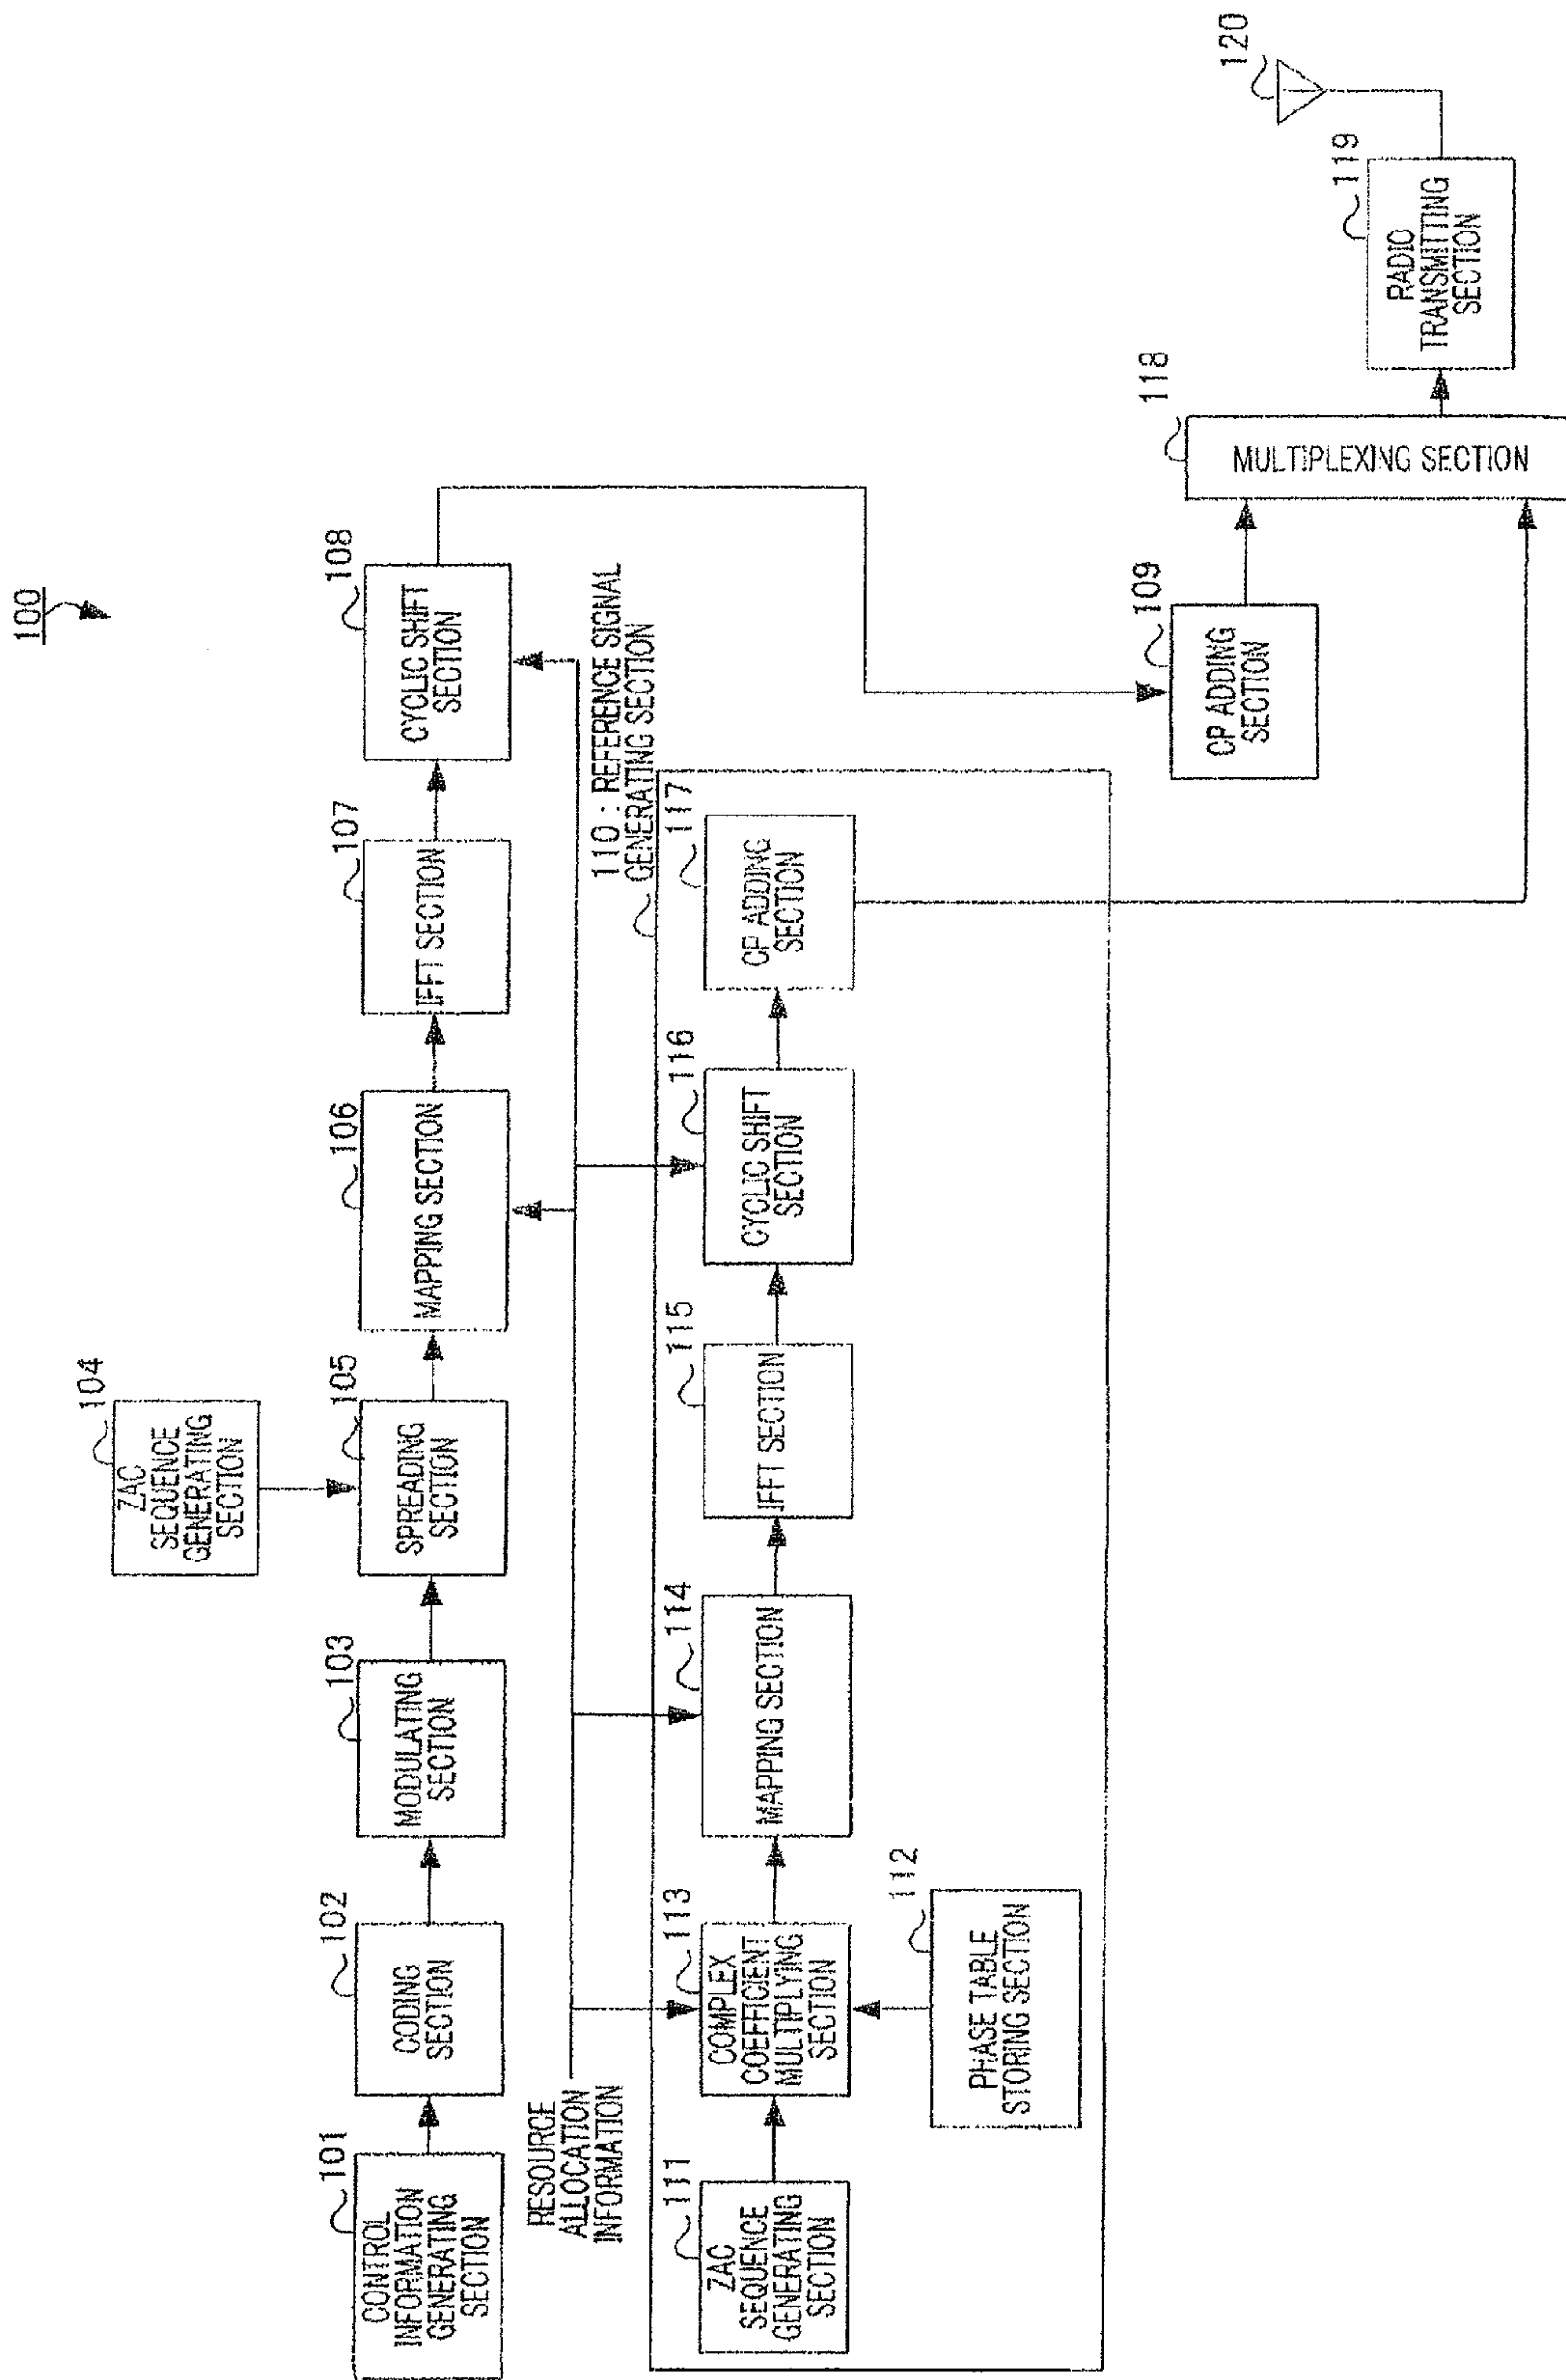 100
101
CONTROL
INFORMATION
GENERATING
SECTION
102
CODING
SECTION
103
MODULATING
SECTION
104
ZAC
SEQUENCE
GENERATING
SECTION
105
SPREADING
SECTION
106
MAPPING SECTION
107
IFFT SECTION
108
CYCLIC SHIFT
SECTION
RESOURCE
ALLOCATION
INFORMATION
110 : REFERENCE SIGNAL
GENERATING SECTION
111
ZAC
SEQUENCE
GENERATING
SECTION
113
COMPLEX
COEFFICIENT
MULTIPLYING
SECTION
112
PHASE TABLE
STORING SECTION
114
MAPPING SECTION
115
IFFT SECTION
116
CYCLIC SHIFT
SECTION
117
CP ADDING
SECTION
109
CP ADDING
SECTION
118
MULTIPLEXING SECTION
119
RADIO
TRANSMITTING
SECTION
120